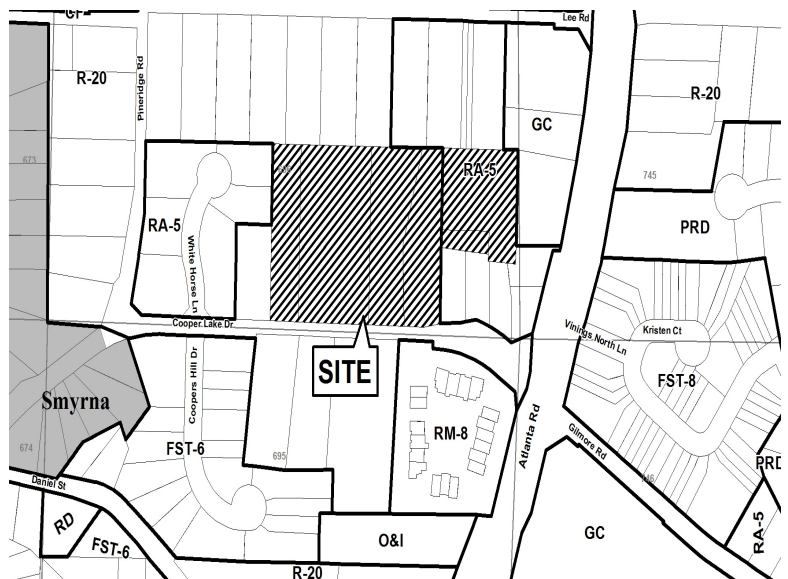 GF
Lee Rd
Pineridge Rd
R-20
R-20
GC
673
RA-5
745
RA-5
PRD
White Horse Ln
Cooper Lake Dr
Vinings North Ln
Kristen Ct
SITE
Coopers Hill Dr
FST-8
Smyrna
RM-8
Atlanta Rd
Gilmore Rd
674
FST-6
695
PRD
Daniel St
RD
O&I
GC
RA-5
FST-6
R-20